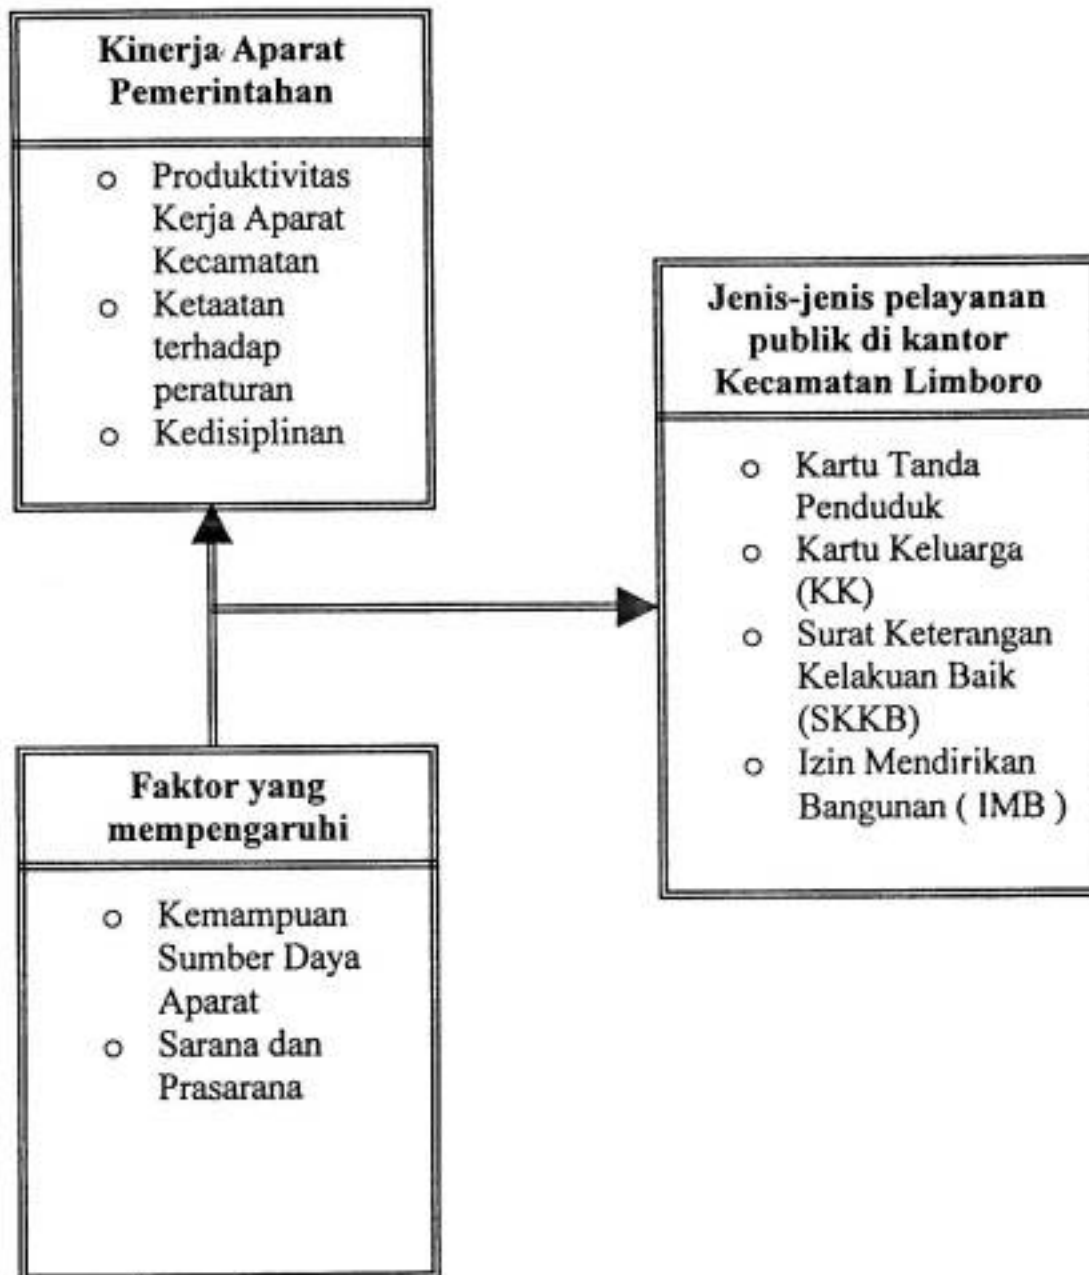 Kinerja Aparat
Pemerintahan
o Produktivitas
Kerja Aparat
Kecamatan
o Ketaatan
terhadap
peraturan
o Kedisiplinan
Jenis-jenis pelayanan
publik di kantor
Kecamatan Limboro
o Kartu Tanda
Penduduk
o Kartu Keluarga
(KK)
o Surat Keterangan
Kelakuan Baik
(SKKB)
o Izin Mendirikan
Bangunan ( IMB )
Faktor yang
mempengaruhi
o Kemampuan
Sumber Daya
Aparat
o Sarana dan
Prasarana